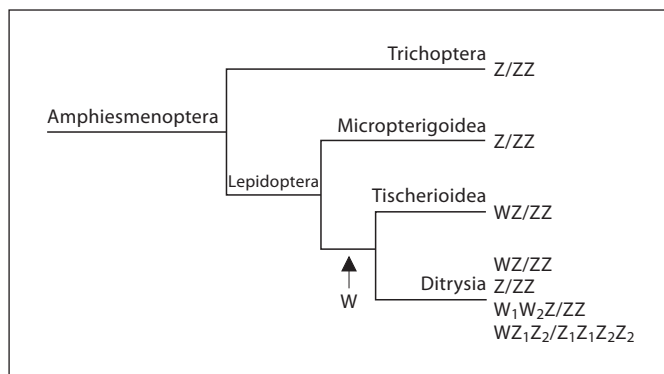 Trichoptera
Z/ZZ
Amphiesmenoptera
Micropterigoidea
Z/ZZ
Lepidoptera
Tischerioidea
WZ/ZZ
WZ/ZZ
Ditrysia
Z/ZZ
W
W₁W₂Z/ZZ
WZ₁Z₂/Z₁Z₁Z₂Z₂